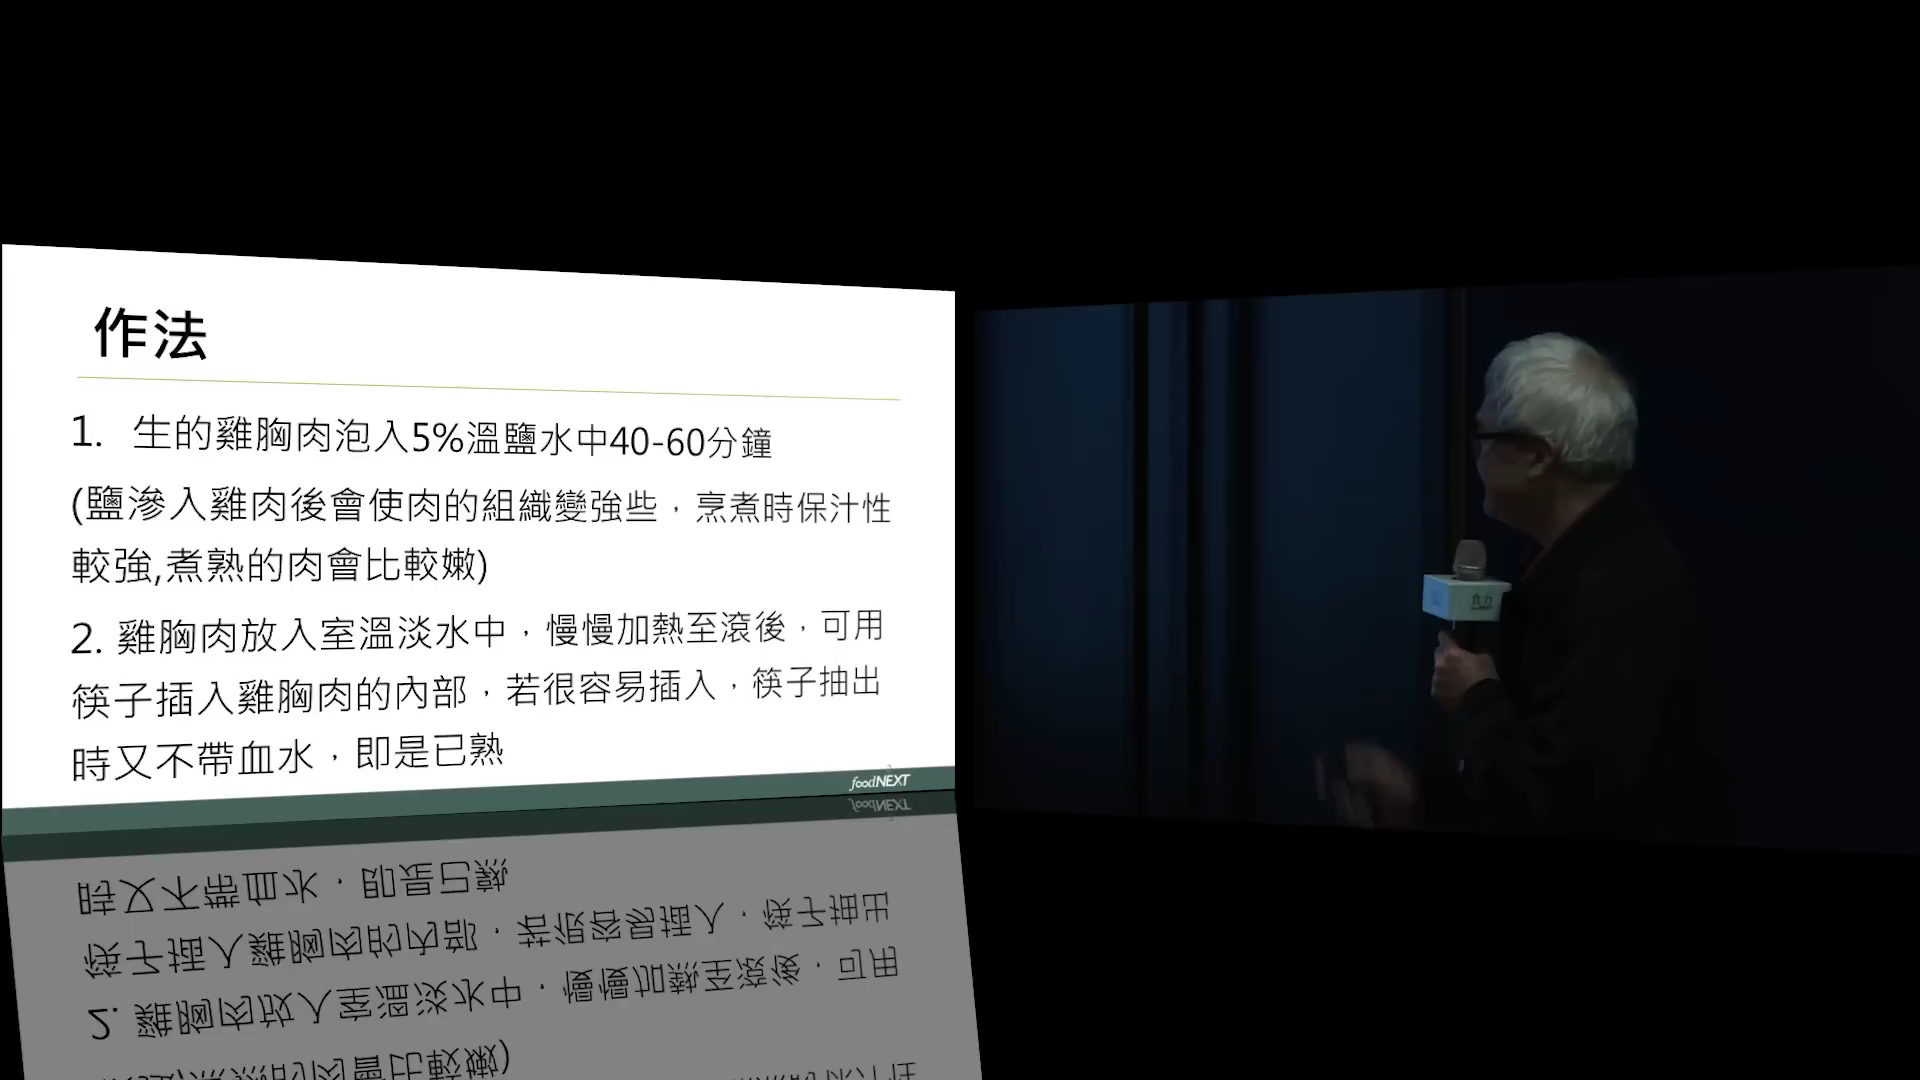 作法
1. 生的雞胸肉泡入5%溫鹽水中40-60分鐘
(鹽滲入雞肉後會使肉的組織變強些，烹煮時保汁性
較強,煮熟的肉會比較嫩)
2. 雞胸肉放入室溫淡水中，慢慢加熱至滾後，可用
筷子插入雞胸肉的內部，若很容易插入，筷子抽出
時又不帶血水，即是已熟
foodNEXT
食力